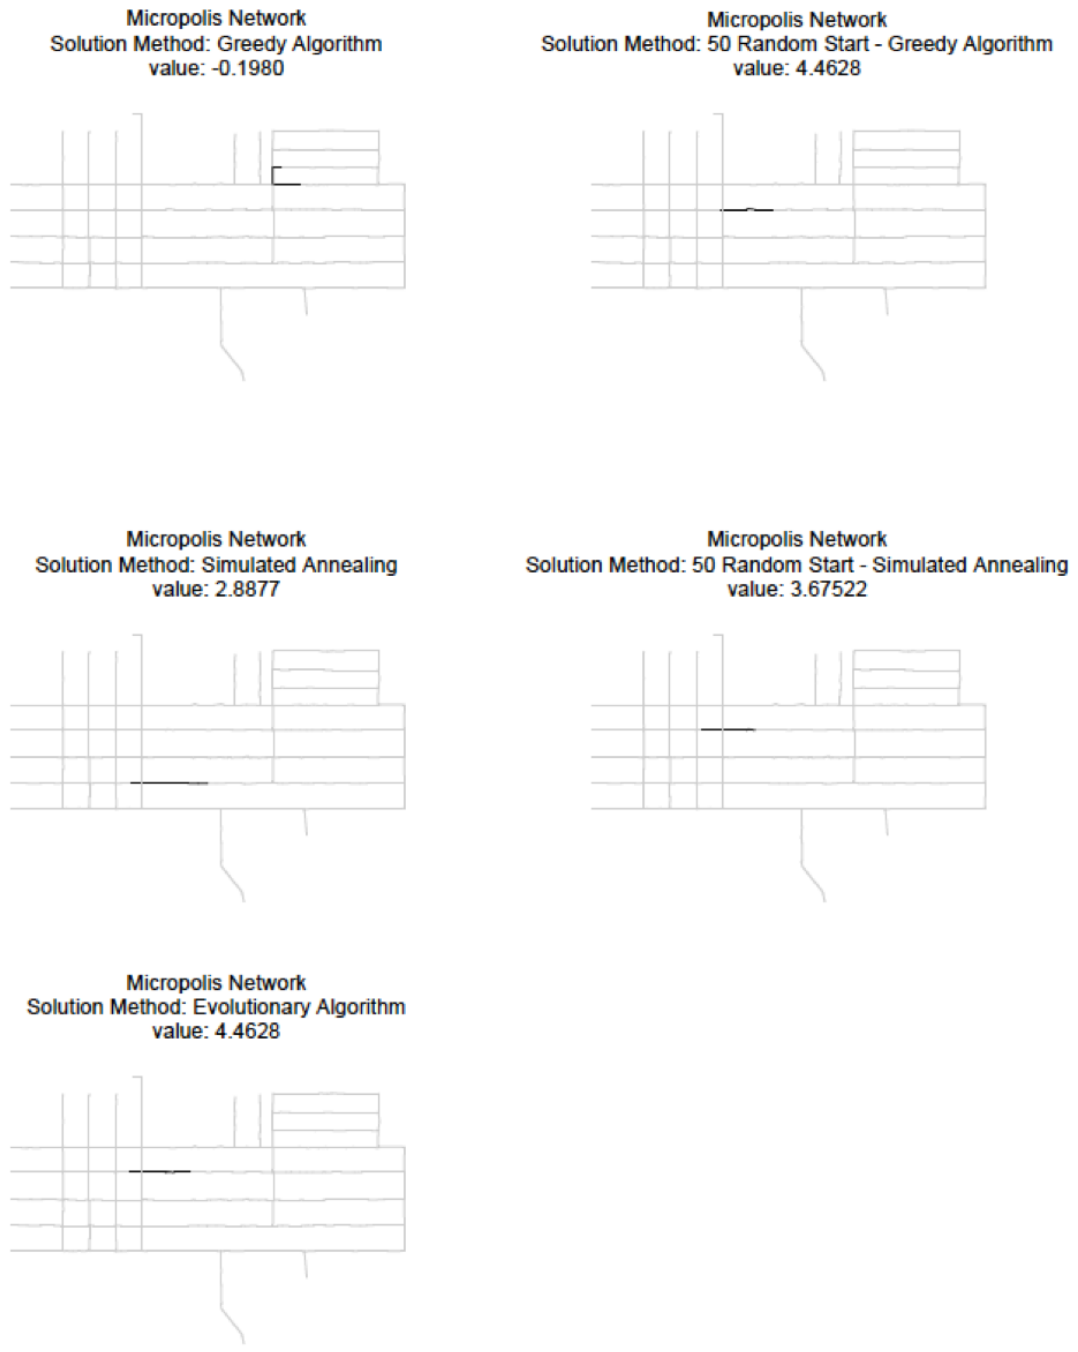 Micropolis Network
Solution Method: Greedy Algorithm
value: -0.1980
Micropolis Network
Solution Method: 50 Random Start - Greedy Algorithm
value: 4.4628
Micropolis Network
Solution Method: Simulated Annealing
value: 2.8877
Micropolis Network
Solution Method: 50 Random Start - Simulated Annealing
value: 3.67522
Micropolis Network
Solution Method: Evolutionary Algorithm
value: 4.4628